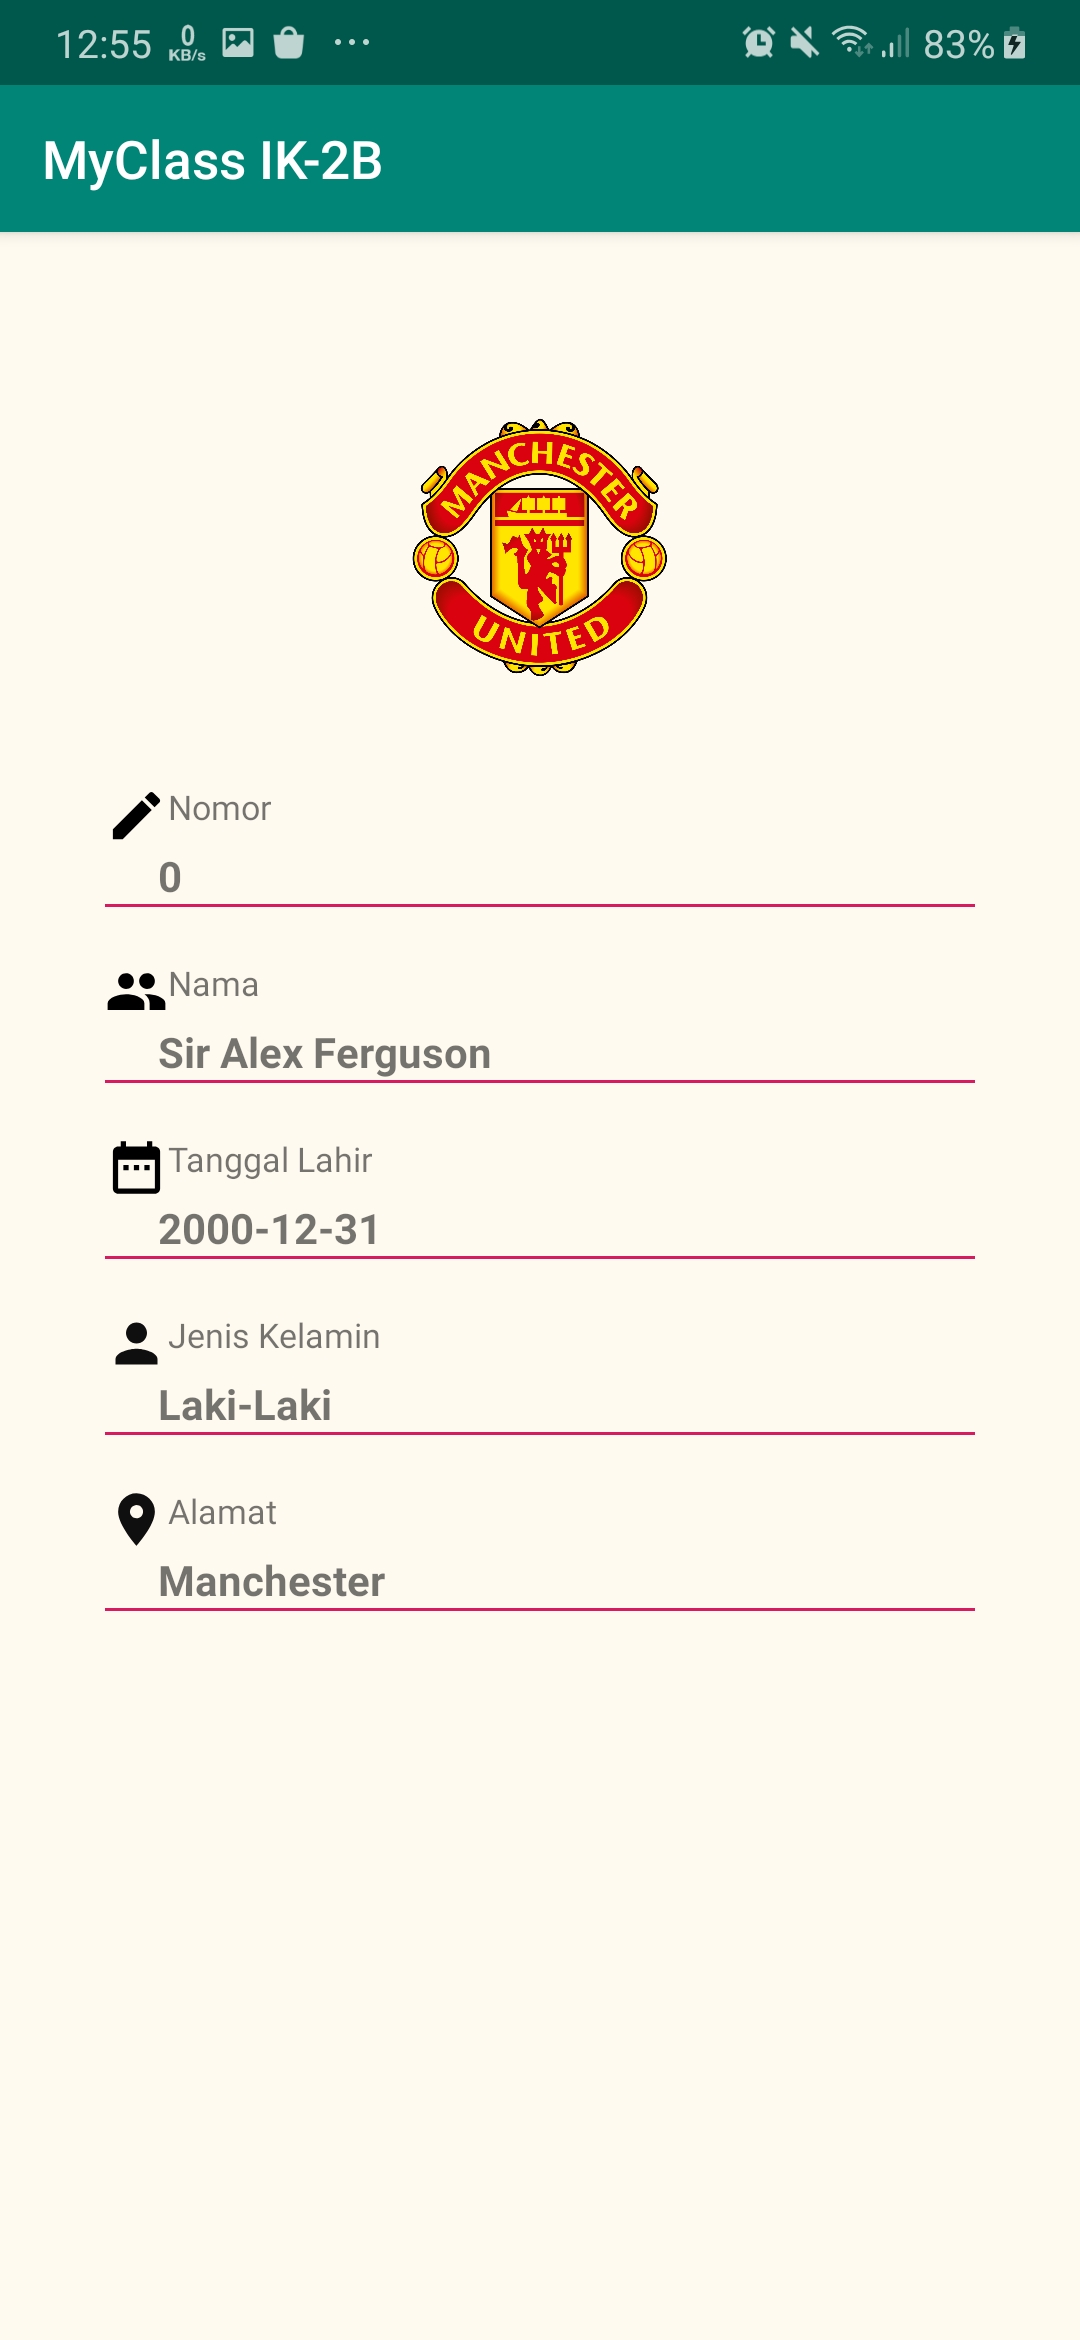 12:55 0 KB/s 83%
MyClass IK-2B
MANCHESTER
UNITED
Nomor
0
Nama
Sir Alex Ferguson
Tanggal Lahir
2000-12-31
Jenis Kelamin
Laki-Laki
Alamat
Manchester